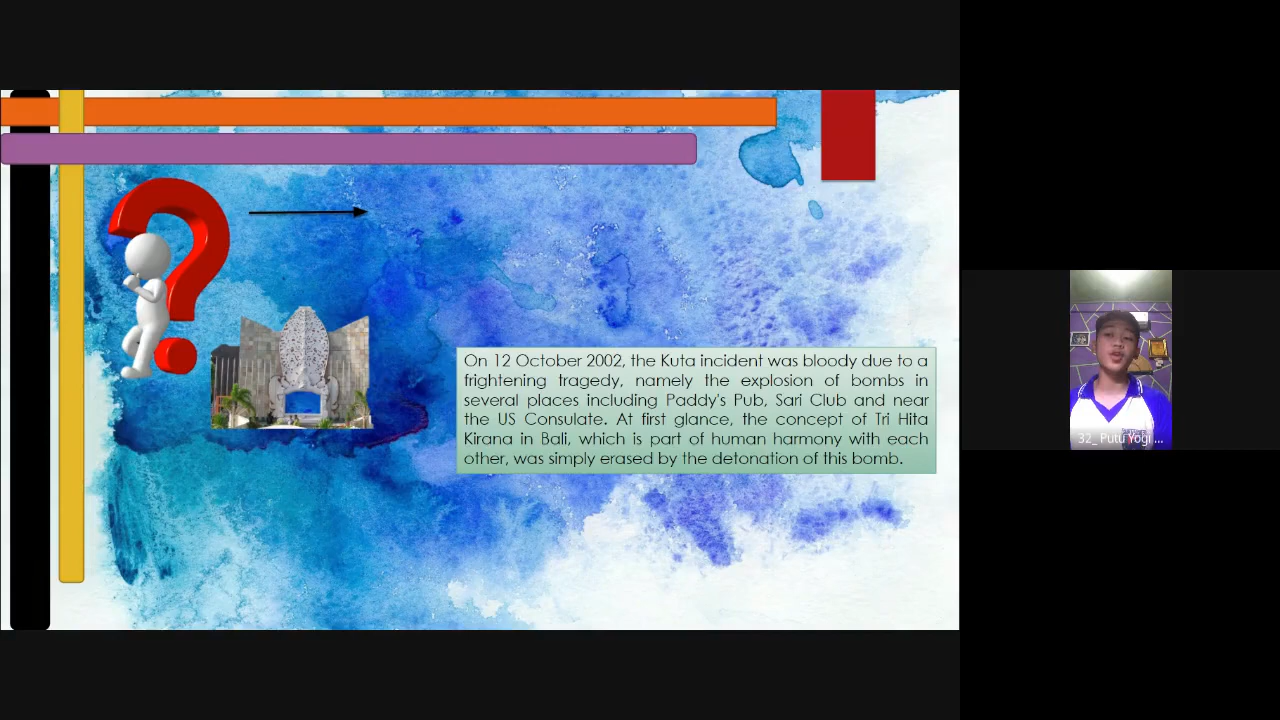 On 12 October 2002, the Kuta incident was bloody due to a
frightening tragedy, namely the explosion of bombs in
several places including Paddy's Pub, Sari Club and near
the US Consulate. At first glance, the concept of Tri Hita
Kirana in Bali, which is part of human harmony with each
other, was simply erased by the detonation of this bomb.
32_ Putu Yogi ...